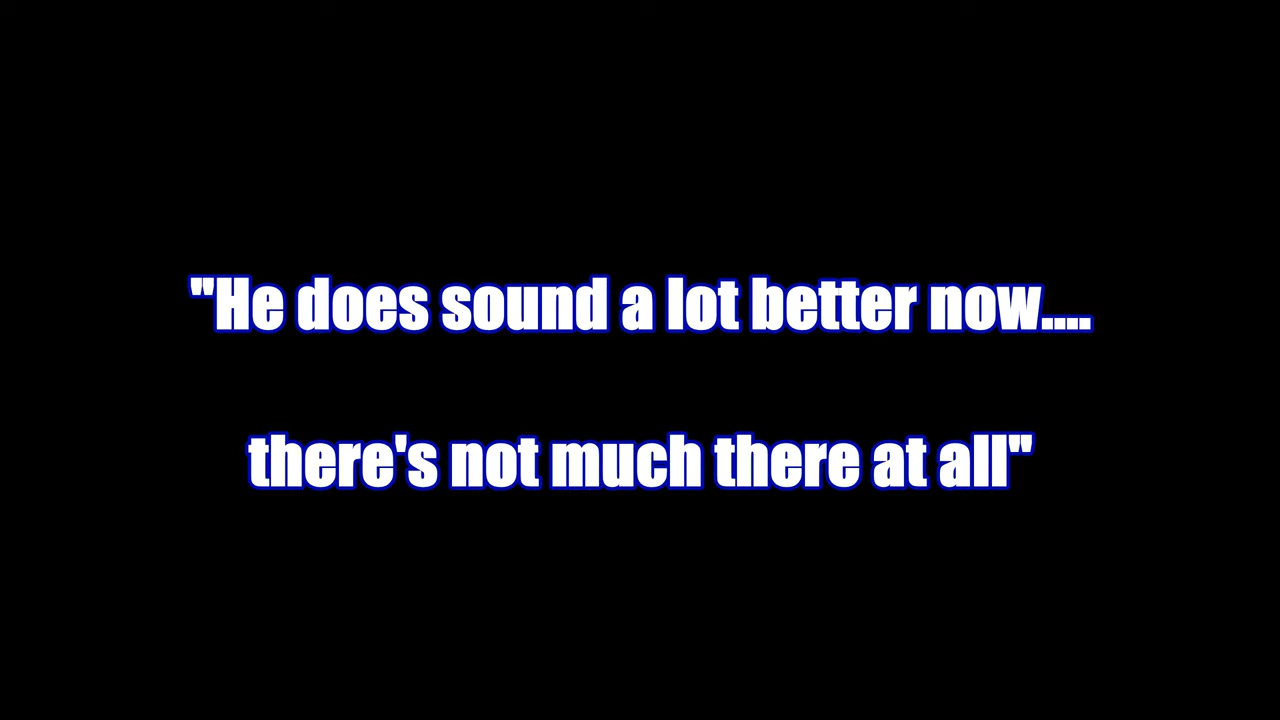 "He does sound a lot better now....
there's not much there at all"